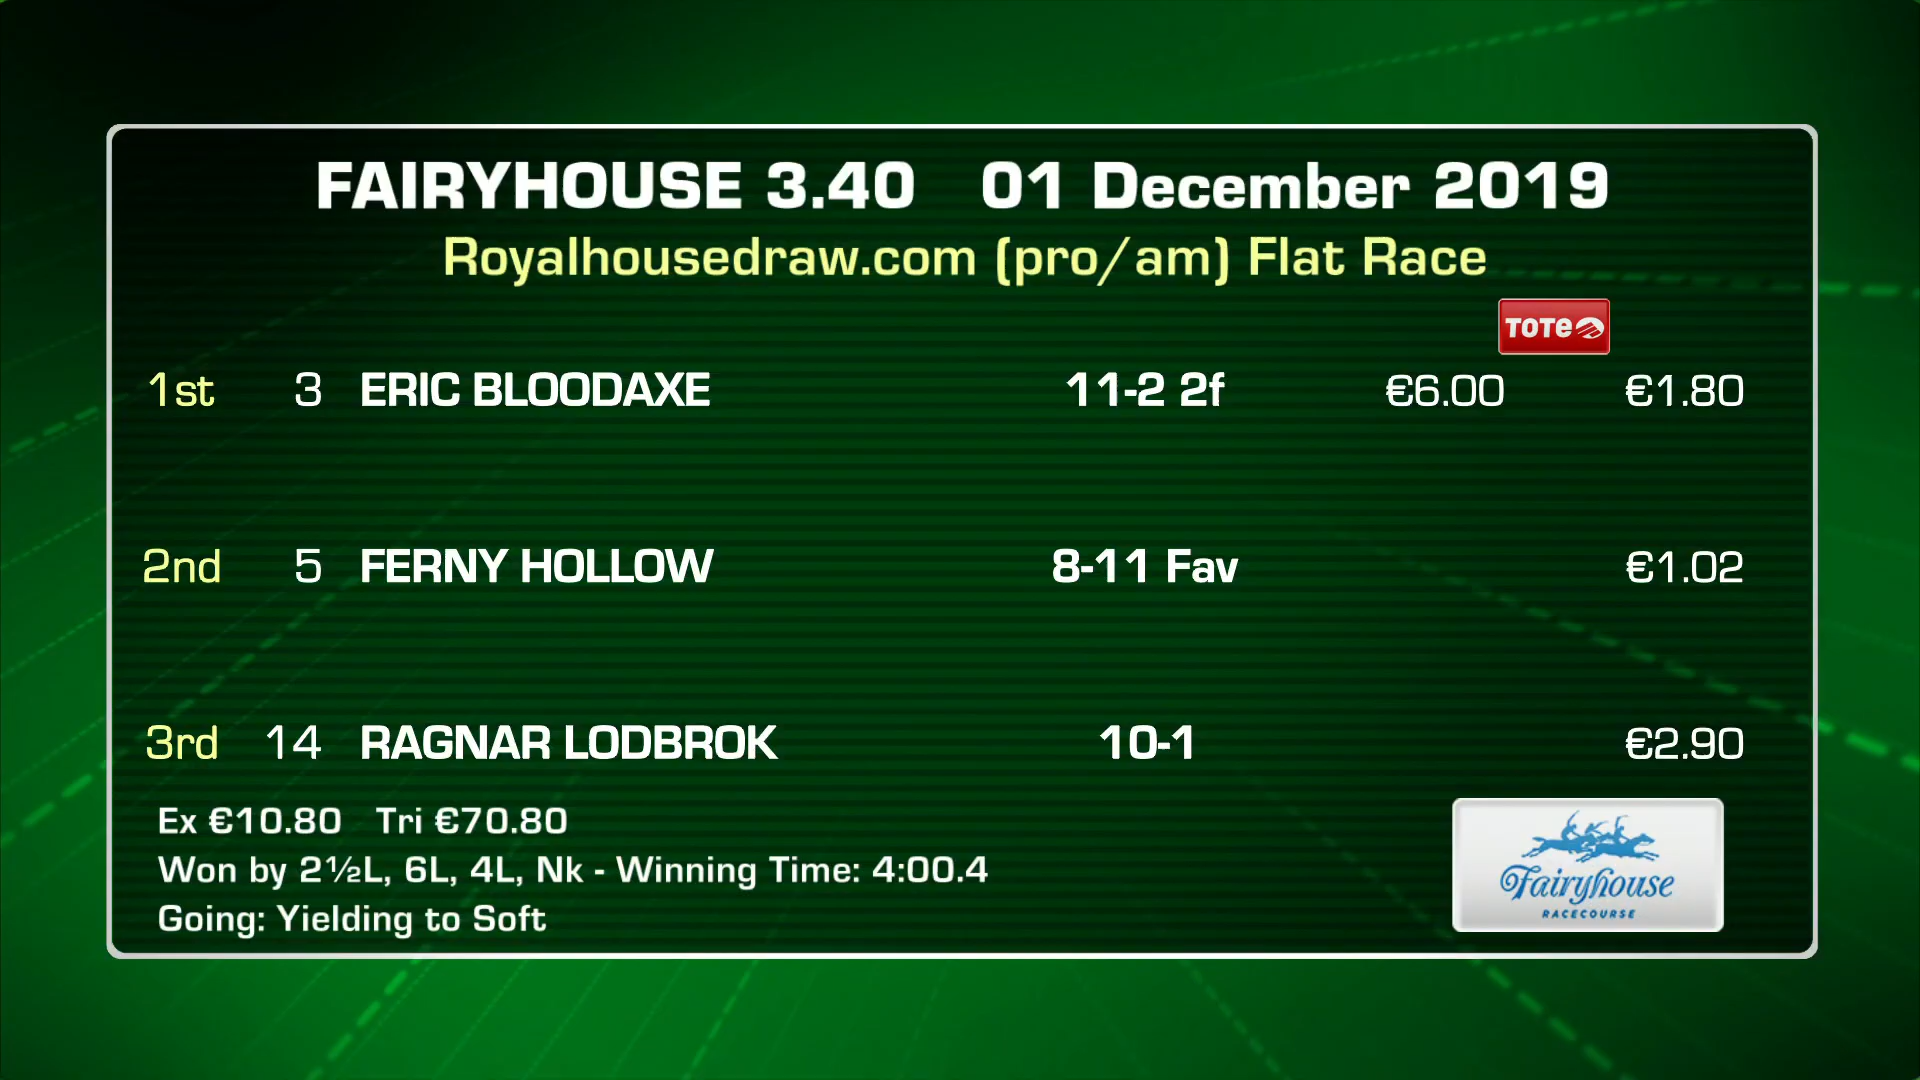 FAIRYHOUSE 3.40 01 December 2019
Royalhousedraw.com (pro/am) Flat Race
TOTE
1st 3 ERIC BLOODAXE 11-2 2f €6.00 €1.80
2nd 5 FERNY HOLLOW 8-11 Fav €1.02
3rd 14 RAGNAR LODBROK 10-1 €2.90
Ex €10.80 Tri €70.80
Won by 2½L, 6L, 4L, Nk - Winning Time: 4:00.4
Going: Yielding to Soft
Fairyhouse
RACECOURSE